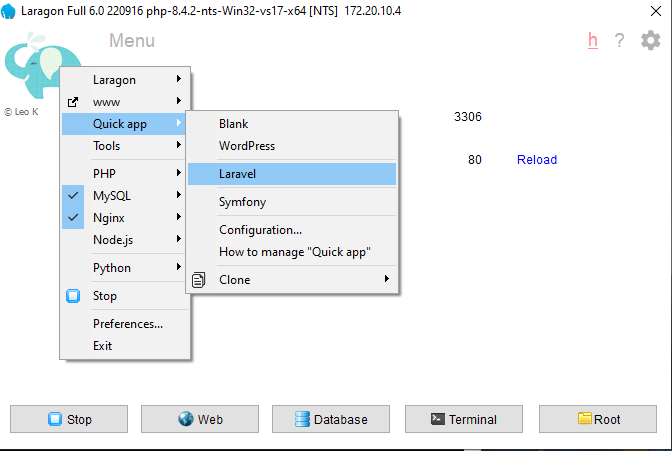 Laragon Full 6.0 220916 php-8.4.2-nts-Win32-vs17-x64 [NTS] 172.20.10.4
Menu
h ?
© Leo K
Laragon
www
Quick app
Tools
PHP
MySQL
Nginx
Node.js
Python
Stop
Preferences...
Exit
Blank
WordPress
Laravel
Symfony
Configuration...
How to manage "Quick app"
Clone
3306
80 Reload
Stop Web Database Terminal Root